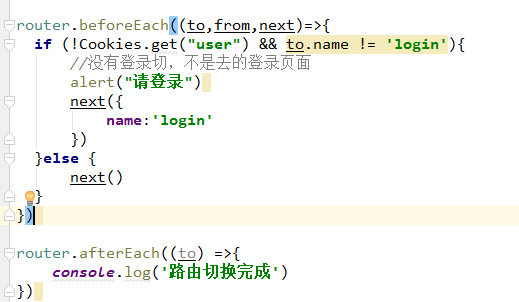 router.beforeEach((to,from,next)=>{
if (!Cookies.get("user") && to.name != 'login'){
//没有登录切，不是去的登录页面
alert("请登录")
next({
name:'login'
})
}else {
next()
}
})
router.afterEach((to) =>{
console.log('路由切换完成')
})